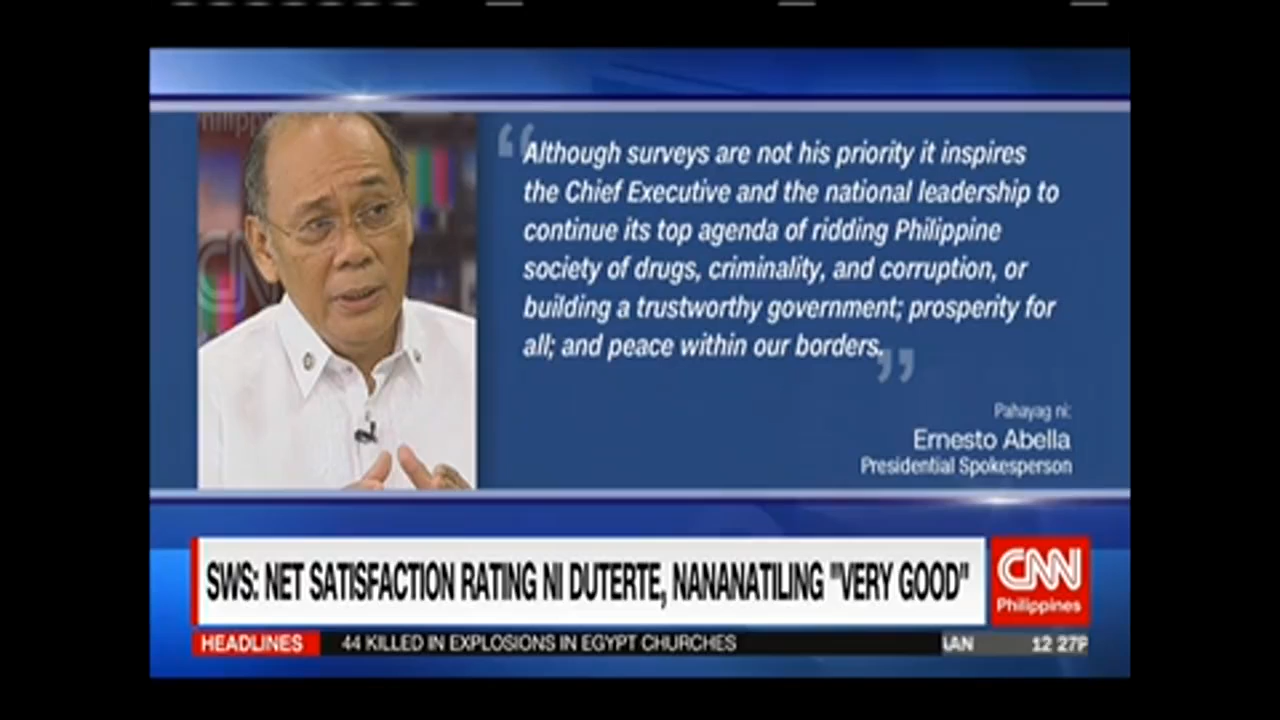 Although surveys are not his priority it inspires
the Chief Executive and the national leadership to
continue its top agenda of ridding Philippine
society of drugs, criminality, and corruption, or
building a trustworthy government; prosperity for
all; and peace within our borders.
Pahayag ni:
Ernesto Abella
Presidential Spokesperson
SWS: NET SATISFACTION RATING NI DUTERTE, NANANATILING "VERY GOOD"
CNN
Philippines
HEADLINES 44 KILLED IN EXPLOSIONS IN EGYPT CHURCHES 12 27P